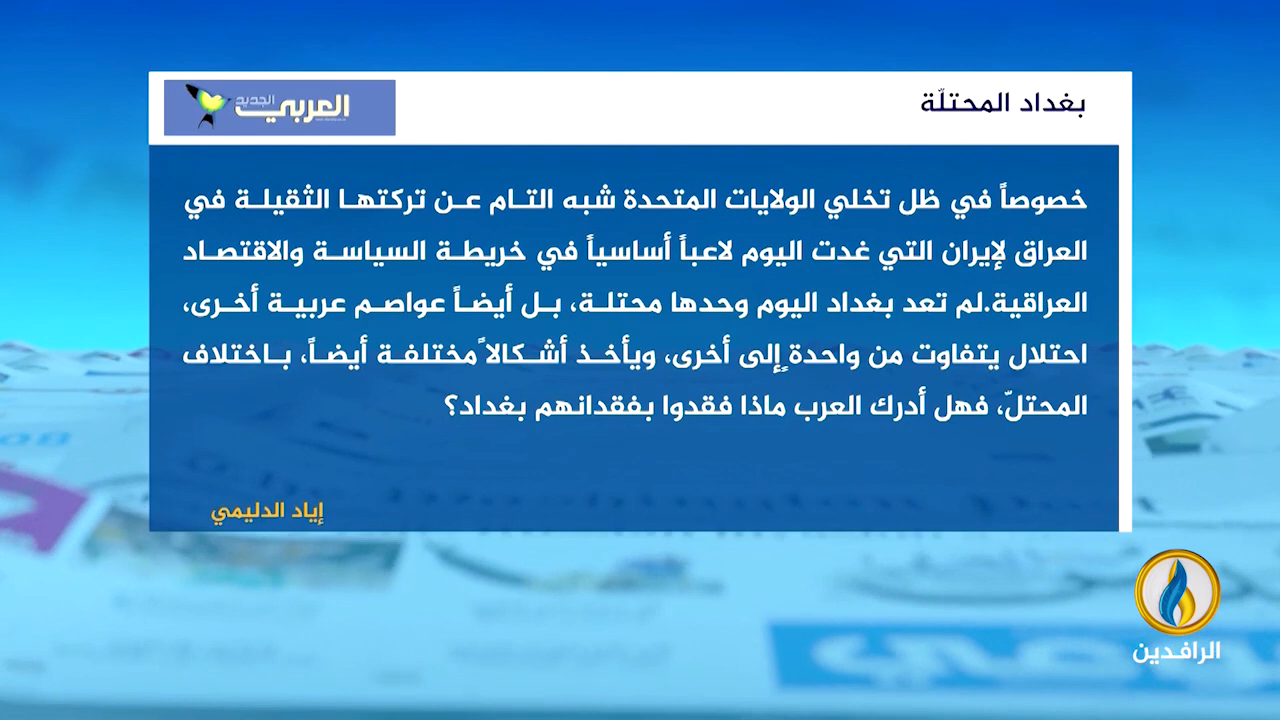 بغداد المحتلّة
العربي الجديد
خصوصاً في ظل تخلي الولايات المتحدة شبه التام عن تركتها الثقيلة في
العراق لإيران التي غدت اليوم لاعباً أساسياً في خريطة السياسة والاقتصاد
العراقية.لم تعد بغداد اليوم وحدها محتلة، بل أيضاً عواصم عربية أخرى،
احتلال يتفاوت من واحدةٍ إلى أخرى، ويأخذ أشكالاً مختلفة أيضاً، باختلاف
المحتلّ، فهل أدرك العرب ماذا فقدوا بفقدانهم بغداد؟
إياد الدليمي
الرافدين